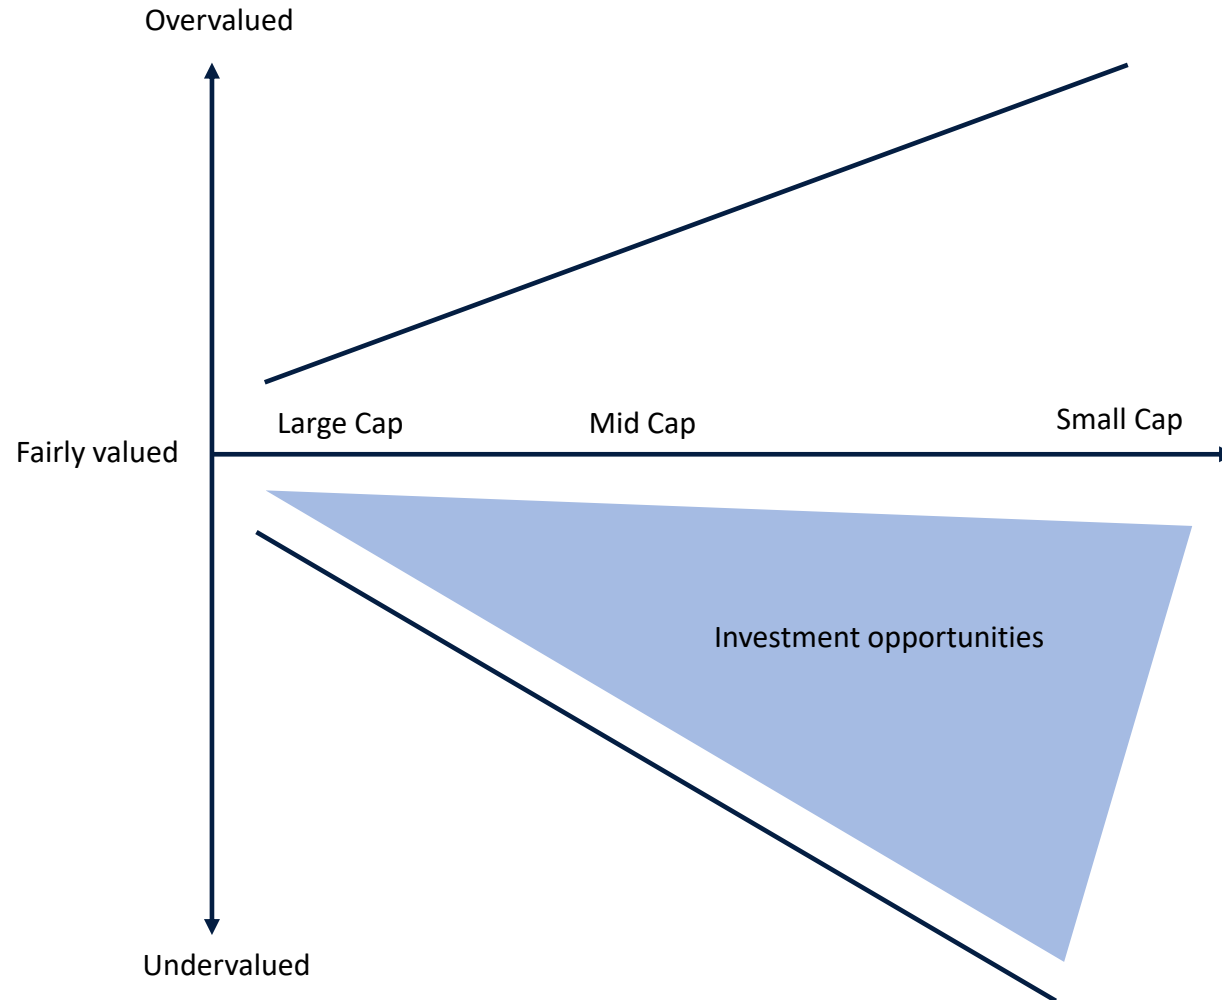 Overvalued
Large Cap
Mid Cap
Small Cap
Fairly valued
Investment opportunities
Undervalued